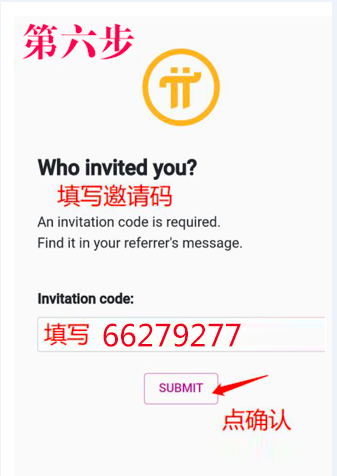 第六步
Who invited you?
填写邀请码
An invitation code is required.
Find it in your referrer's message.
Invitation code:
填写 66279277
SUBMIT
点确认